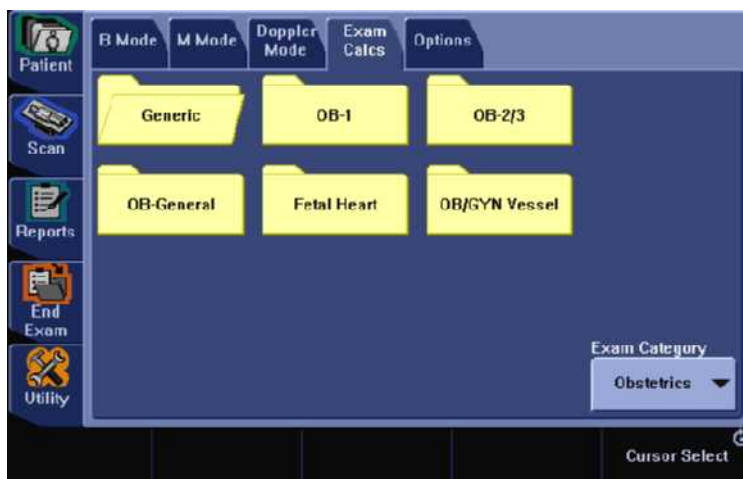 Patient
B Mode
M Mode
Doppler
Mode
Exam
Calcs
Options
Scan
Generic
OB-1
OB-2/3
Reports
OB-General
Fetal Heart
OB/GYN Vessel
End
Exam
Exam Category
Utility
Obstetrics
Cursor Select